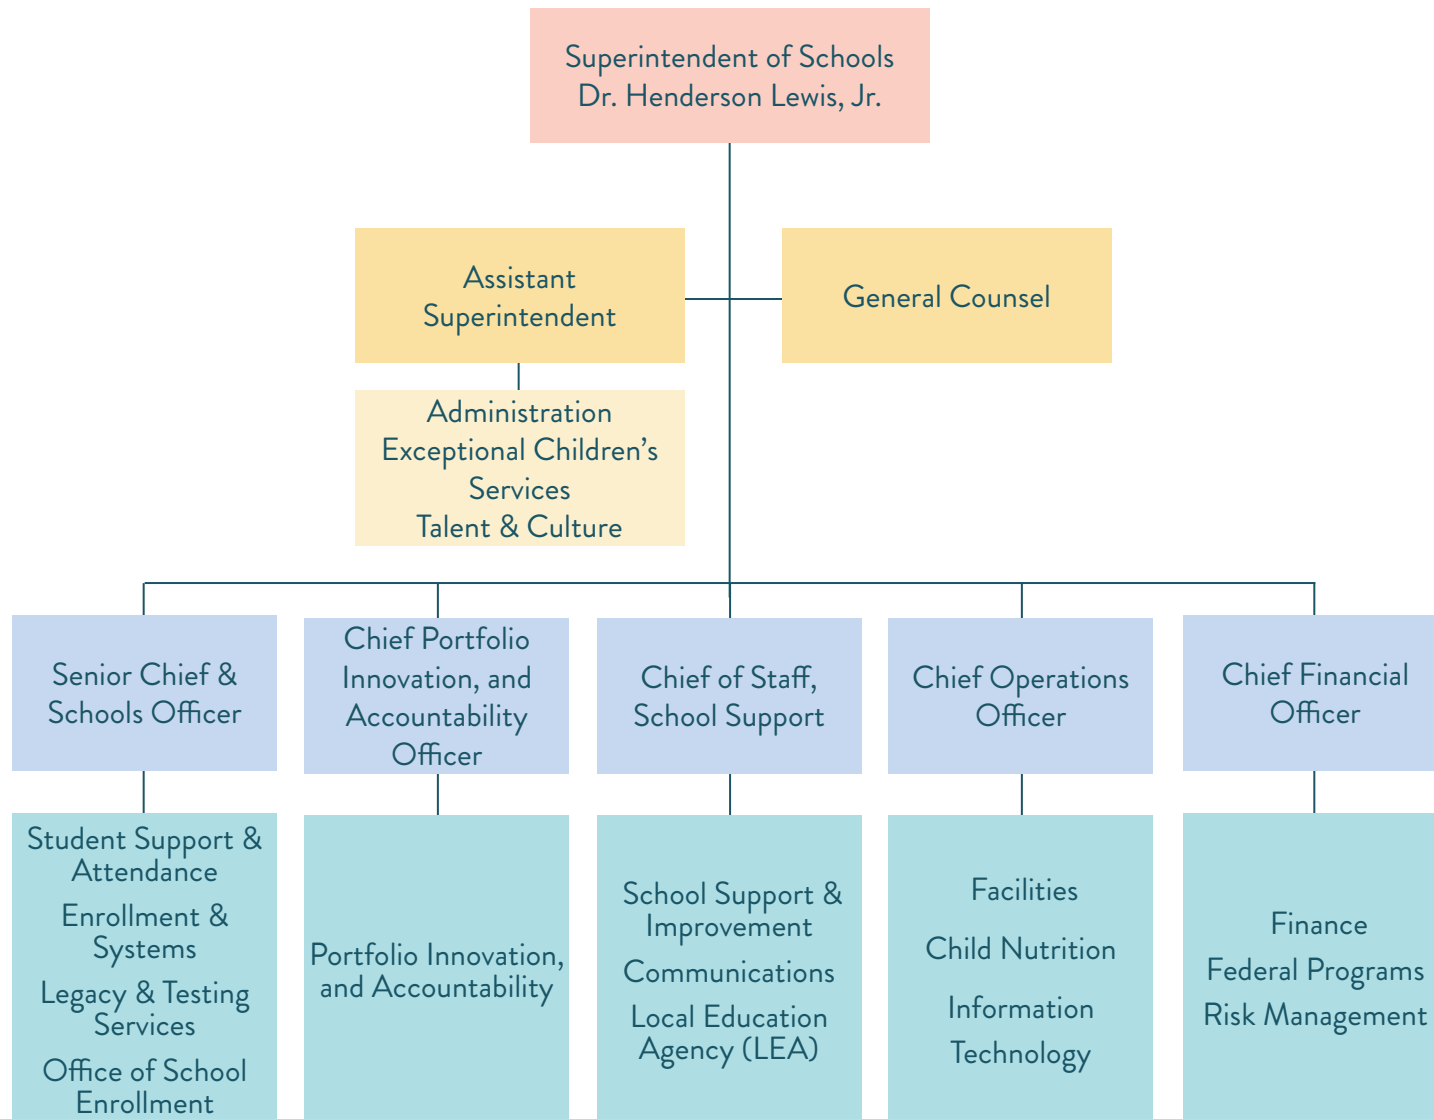 Superintendent of Schools
Dr. Henderson Lewis, Jr.
Assistant
Superintendent
General Counsel
Administration
Exceptional Children’s
Services
Talent & Culture
Senior Chief &
Schools Officer
Chief Portfolio
Innovation, and
Accountability
Officer
Chief of Staff,
School Support
Chief Operations
Officer
Chief Financial
Officer
Student Support &
Attendance
Enrollment &
Systems
Legacy & Testing
Services
Office of School
Enrollment
Portfolio Innovation,
and Accountability
School Support &
Improvement
Communications
Local Education
Agency (LEA)
Facilities
Child Nutrition
Information
Technology
Finance
Federal Programs
Risk Management